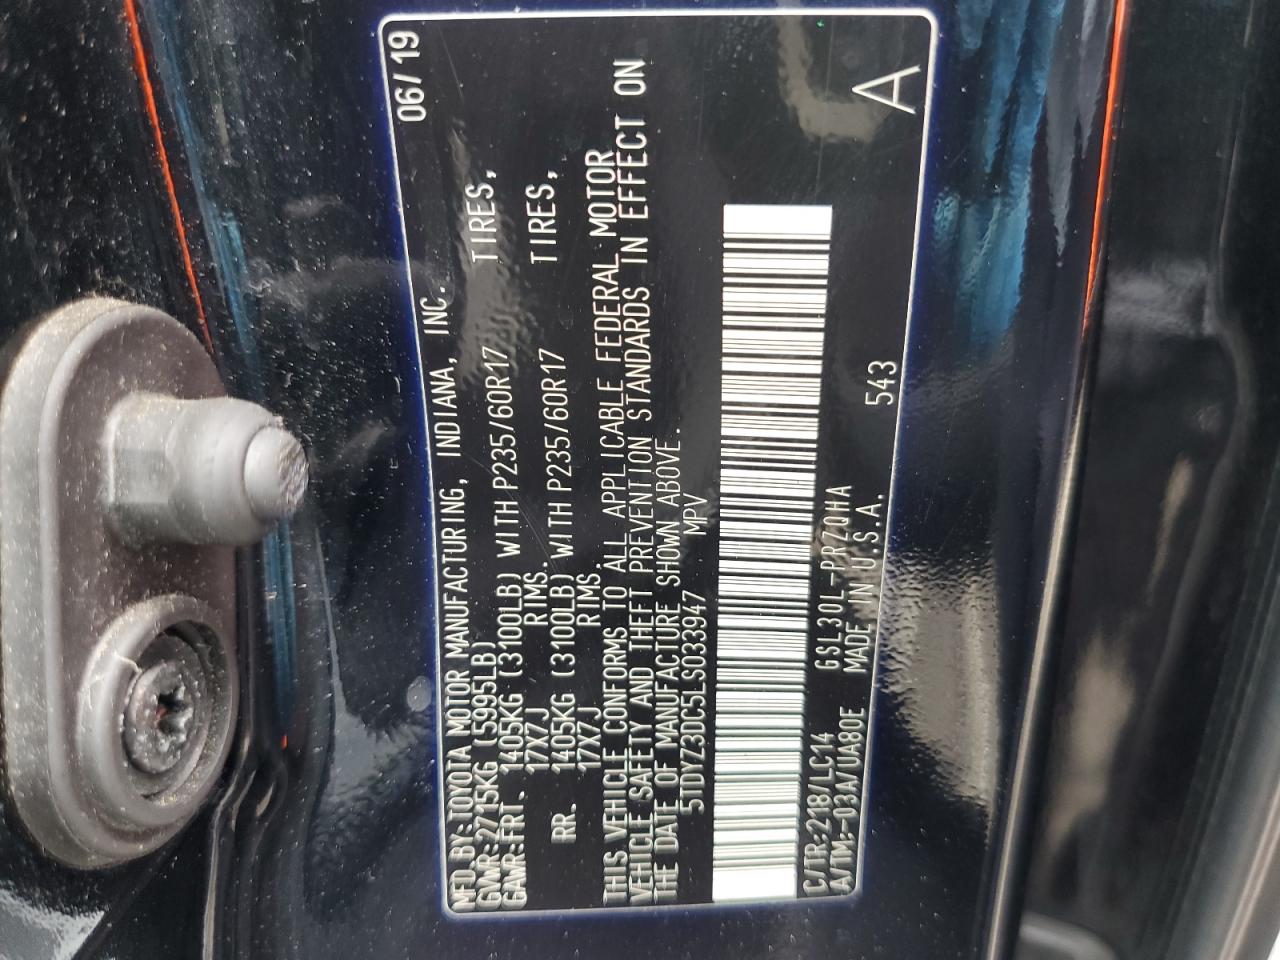 MFD.BY:TOYOTA MOTOR MANUFACTURING, INDIANA, INC. 06/19
GVWR:2715KG (5995LB)
GAWR:FRT. 1405KG (3100LB) WITH P235/60R17 TIRES,
17X7J RIMS.
RR. 1405KG (3100LB) WITH P235/60R17 TIRES,
17X7J RIMS.
THIS VEHICLE CONFORMS TO ALL APPLICABLE FEDERAL MOTOR
VEHICLE SAFETY AND THEFT PREVENTION STANDARDS IN EFFECT ON
THE DATE OF MANUFACTURE SHOWN ABOVE.
5TDYZ3DC5LS033947 MPV
C/TR:218/LC14 GSL30L-PRZQHA
A/TM:-03A/UA80E MADE IN U.S.A. 543 A